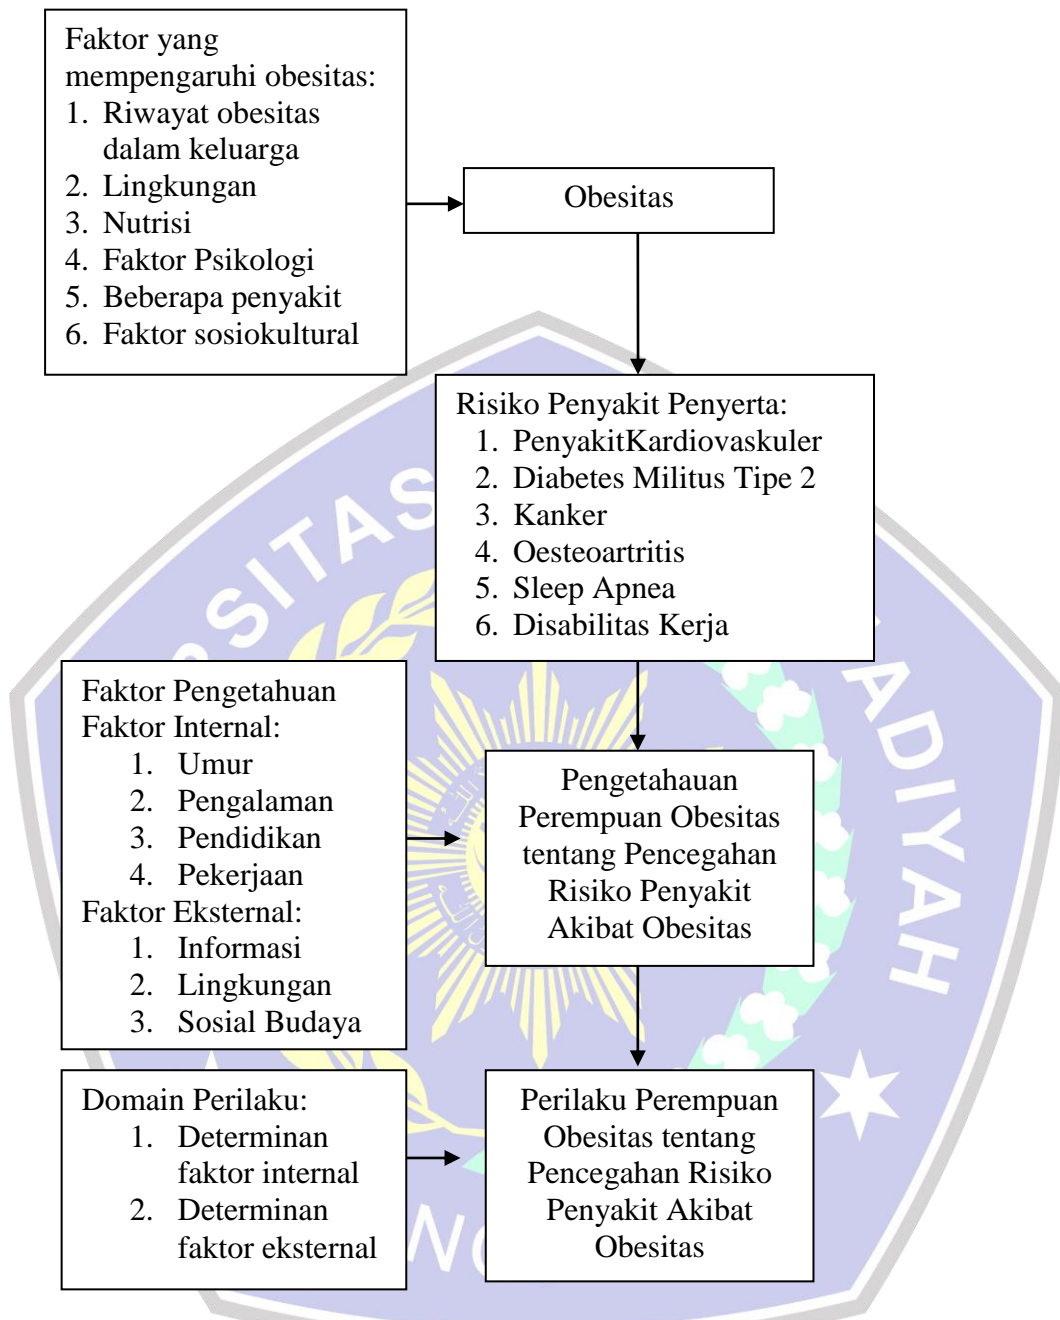 Faktor yang
mempengaruhi obesitas:
1. Riwayat obesitas
dalam keluarga
2. Lingkungan
3. Nutrisi
4. Faktor Psikologi
5. Beberapa penyakit
6. Faktor sosiokultural
Obesitas
Risiko Penyakit Penyerta:
1. PenyakitKardiovaskuler
2. Diabetes Militus Tipe 2
3. Kanker
4. Oesteoartritis
5. Sleep Apnea
6. Disabilitas Kerja
Faktor Pengetahuan
Faktor Internal:
1. Umur
2. Pengalaman
3. Pendidikan
4. Pekerjaan
Faktor Eksternal:
1. Informasi
2. Lingkungan
3. Sosial Budaya
Pengetahauan
Perempuan Obesitas
tentang Pencegahan
Risiko Penyakit
Akibat Obesitas
Domain Perilaku:
1. Determinan
faktor internal
2. Determinan
faktor eksternal
Perilaku Perempuan
Obesitas tentang
Pencegahan Risiko
Penyakit Akibat
Obesitas
RSITAS
ADIYAH